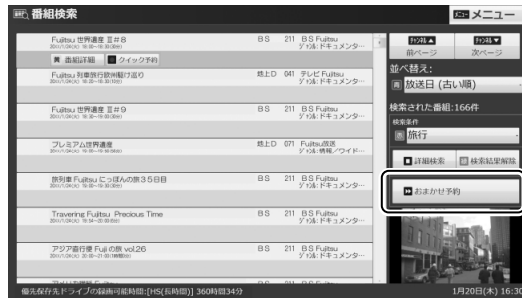 番組検索
メニュー
Fujitsu 世界遺産 Ⅱ#8 BS 211 BS Fujitsu
ｼﾞｬﾝﾙ:ドキュメンタ…
番組詳細 クイック予約
Fujitsu 列車旅行欧州駆け巡り 地上D 041 テレビ Fujitsu
ｼﾞｬﾝﾙ:ドキュメンタ…
Fujitsu 世界遺産 Ⅱ#9 BS 211 BS Fujitsu
ｼﾞｬﾝﾙ:ドキュメンタ…
プレミアム世界遺産 地上D 071 Fujitsu放送
ｼﾞｬﾝﾙ:情報／ワイド…
旅列車 Fujitsu にっぽんの旅３５日目 BS 211 BS Fujitsu
ｼﾞｬﾝﾙ:ドキュメンタ…
Travering Fujitsu Precious Time BS 211 BS Fujitsu
ｼﾞｬﾝﾙ:ドキュメンタ…
アジア直行便 Fuji の旅 vol.26 BS 211 BS Fujitsu
ｼﾞｬﾝﾙ:ドキュメンタ…
ﾁｬﾝﾈﾙ▲ ﾁｬﾝﾈﾙ▼
前ページ 次ページ
並べ替え:
放送日 (古い順)
検索された番組:166件
検索条件
旅行
詳細検索 検索結果解除
おまかせ予約
優先保存先ドライブの録画可能時間:[HS(長時間)] 360時間34分
1月20日(木) 16:30